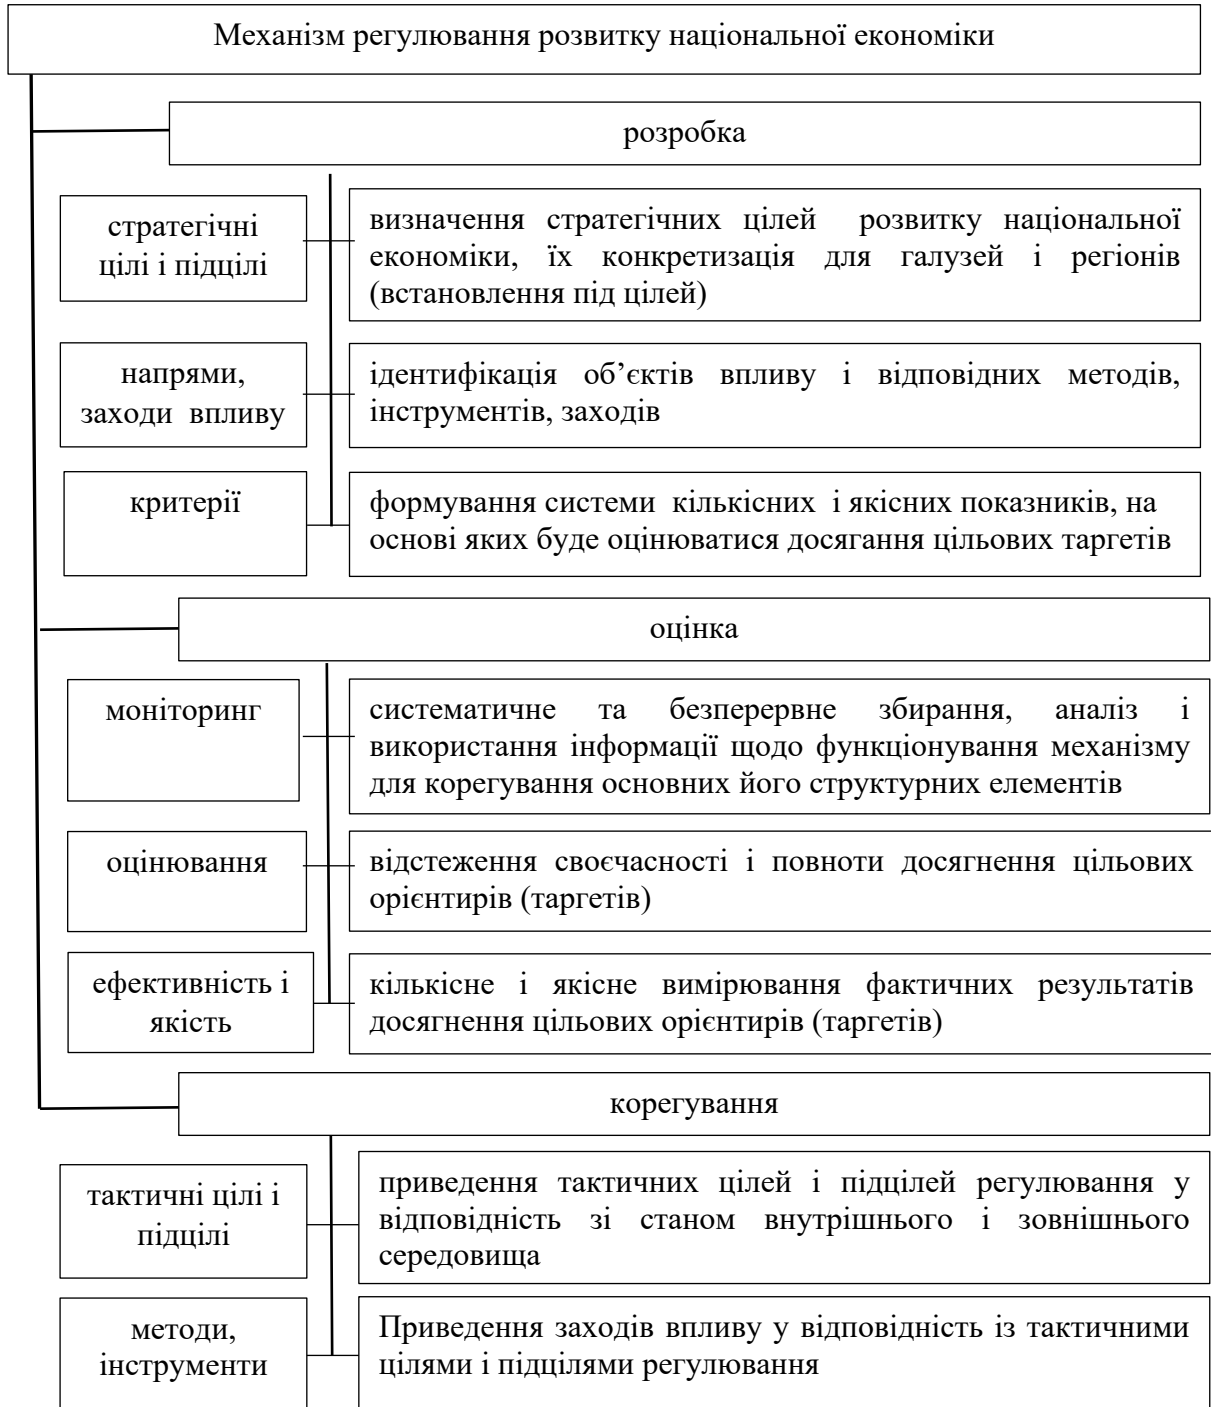 Механізм регулювання розвитку національної економіки
розробка
стратегічні
цілі і підцілі
визначення стратегічних цілей розвитку національної
економіки, їх конкретизація для галузей і регіонів
(встановлення під цілей)
напрями,
заходи впливу
ідентифікація об’єктів впливу і відповідних методів,
інструментів, заходів
критерії
формування системи кількісних і якісних показників, на
основі яких буде оцінюватися досягання цільових таргетів
оцінка
моніторинг
систематичне та безперервне збирання, аналіз і
використання інформації щодо функціонування механізму
для корегування основних його структурних елементів
оцінювання
відстеження своєчасності і повноти досягнення цільових
орієнтирів (таргетів)
ефективність і
якість
кількісне і якісне вимірювання фактичних результатів
досягнення цільових орієнтирів (таргетів)
корегування
тактичні цілі і
підцілі
приведення тактичних цілей і підцілей регулювання у
відповідність зі станом внутрішнього і зовнішнього
середовища
методи,
інструменти
Приведення заходів впливу у відповідність із тактичними
цілями і підцілями регулювання